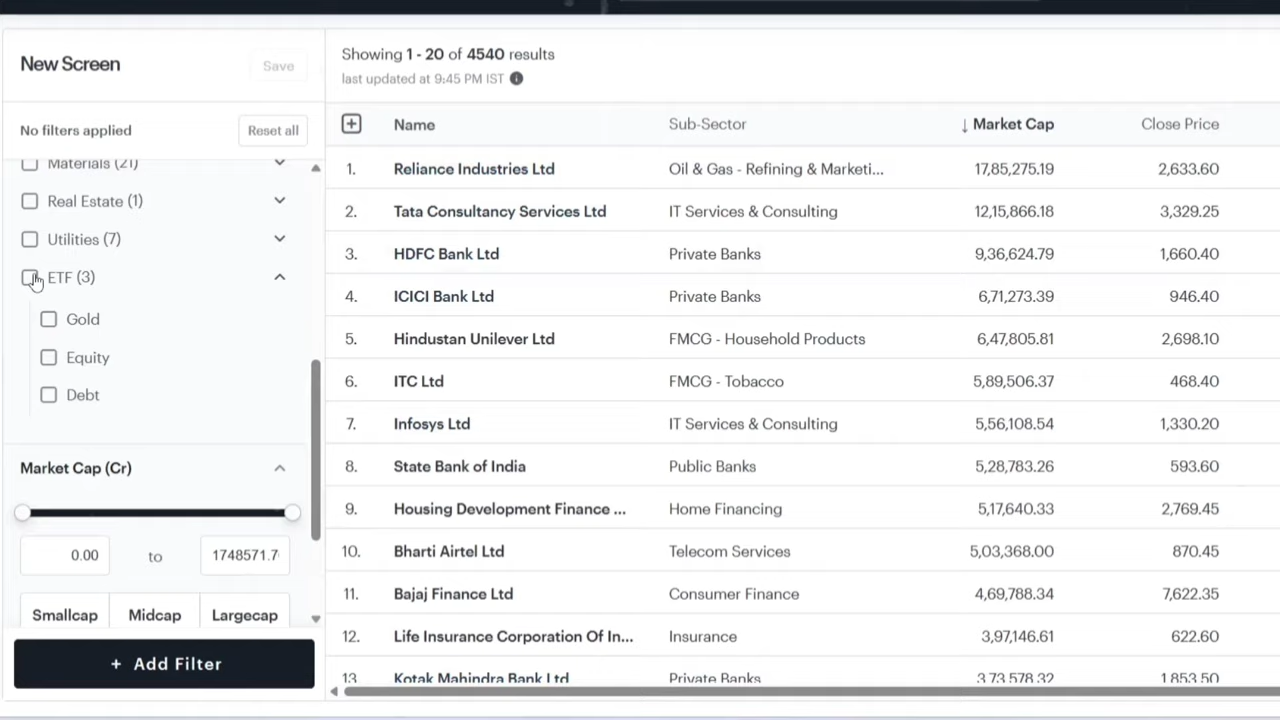 New Screen
Save
No filters applied
Reset all
Materials (21)
Real Estate (1)
Utilities (7)
ETF (3)
Gold
Equity
Debt
Market Cap (Cr)
0.00 to 1748571.7
Smallcap Midcap Largecap
+ Add Filter
Showing 1 - 20 of 4540 results
last updated at 9:45 PM IST
Name Sub-Sector ↓ Market Cap Close Price
1. Reliance Industries Ltd Oil & Gas - Refining & Marketi... 17,85,275.19 2,633.60
2. Tata Consultancy Services Ltd IT Services & Consulting 12,15,866.18 3,329.25
3. HDFC Bank Ltd Private Banks 9,36,624.79 1,660.40
4. ICICI Bank Ltd Private Banks 6,71,273.39 946.40
5. Hindustan Unilever Ltd FMCG - Household Products 6,47,805.81 2,698.10
6. ITC Ltd FMCG - Tobacco 5,89,506.37 468.40
7. Infosys Ltd IT Services & Consulting 5,56,108.54 1,330.20
8. State Bank of India Public Banks 5,28,783.26 593.60
9. Housing Development Finance ... Home Financing 5,17,640.33 2,769.45
10. Bharti Airtel Ltd Telecom Services 5,03,368.00 870.45
11. Bajaj Finance Ltd Consumer Finance 4,69,788.34 7,622.35
12. Life Insurance Corporation Of In... Insurance 3,97,146.61 622.60
13. Kotak Mahindra Bank Ltd Private Banks 3,73,578.32 1,853.50